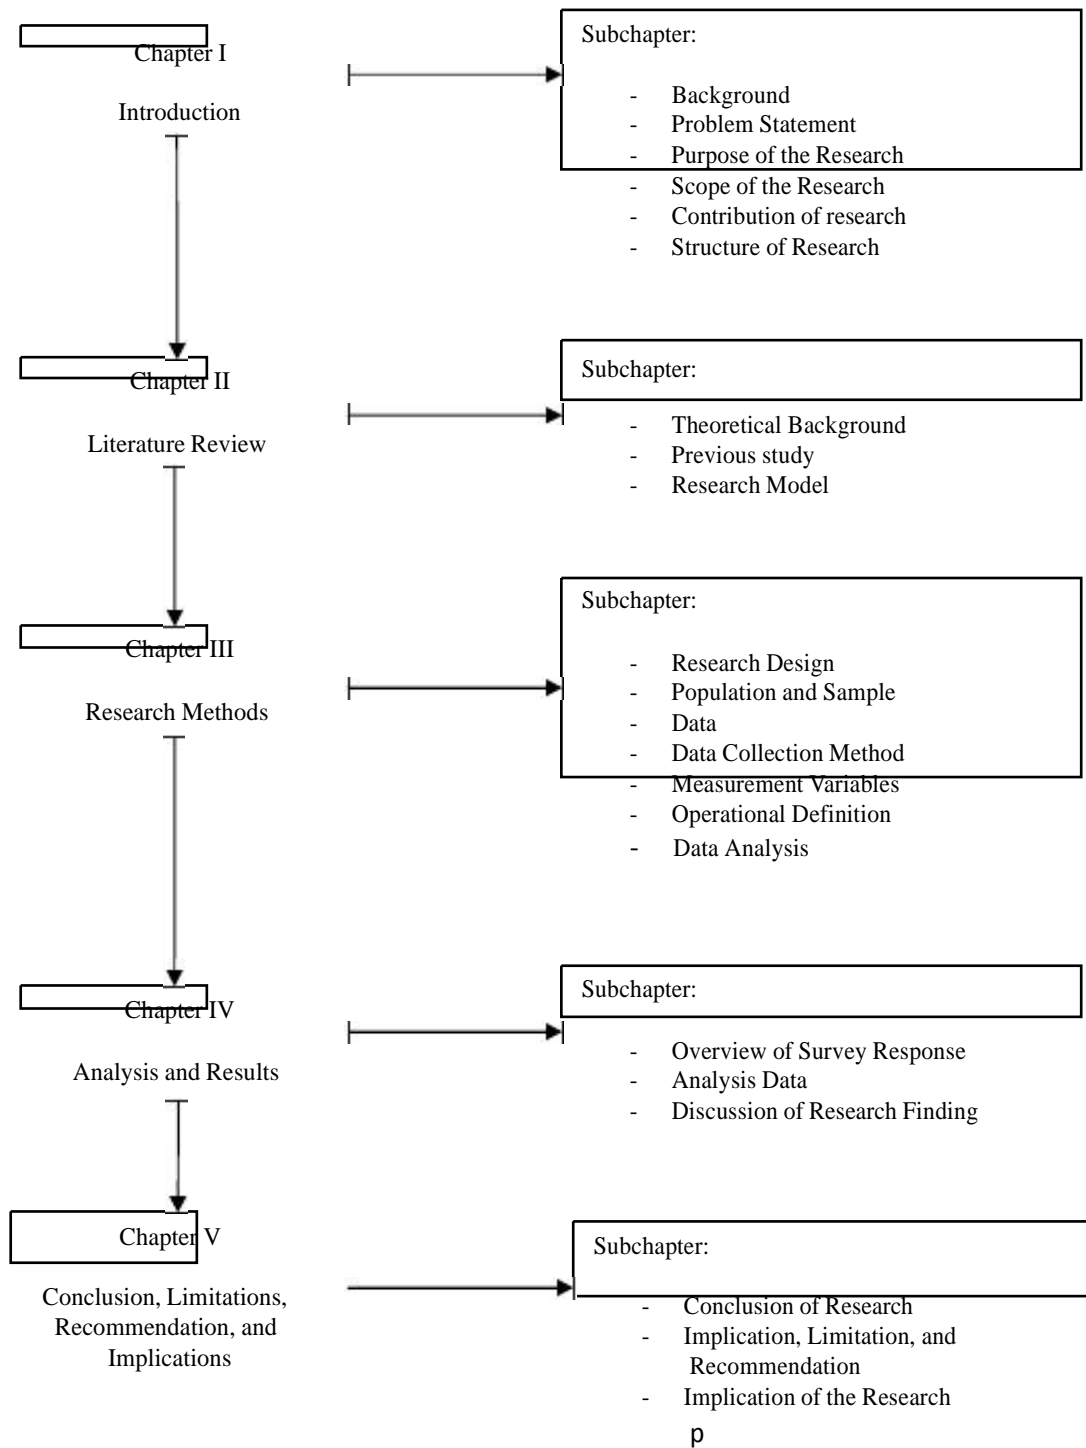 Chapter I
Introduction
Subchapter:
- Background
- Problem Statement
- Purpose of the Research
- Scope of the Research
- Contribution of research
- Structure of Research
Chapter II
Literature Review
Subchapter:
- Theoretical Background
- Previous study
- Research Model
Chapter III
Research Methods
Subchapter:
- Research Design
- Population and Sample
- Data
- Data Collection Method
- Measurement Variables
- Operational Definition
- Data Analysis
Chapter IV
Analysis and Results
Subchapter:
- Overview of Survey Response
- Analysis Data
- Discussion of Research Finding
Chapter V
Conclusion, Limitations,
Recommendation, and
Implications
Subchapter:
- Conclusion of Research
- Implication, Limitation, and
Recommendation
- Implication of the Research
p